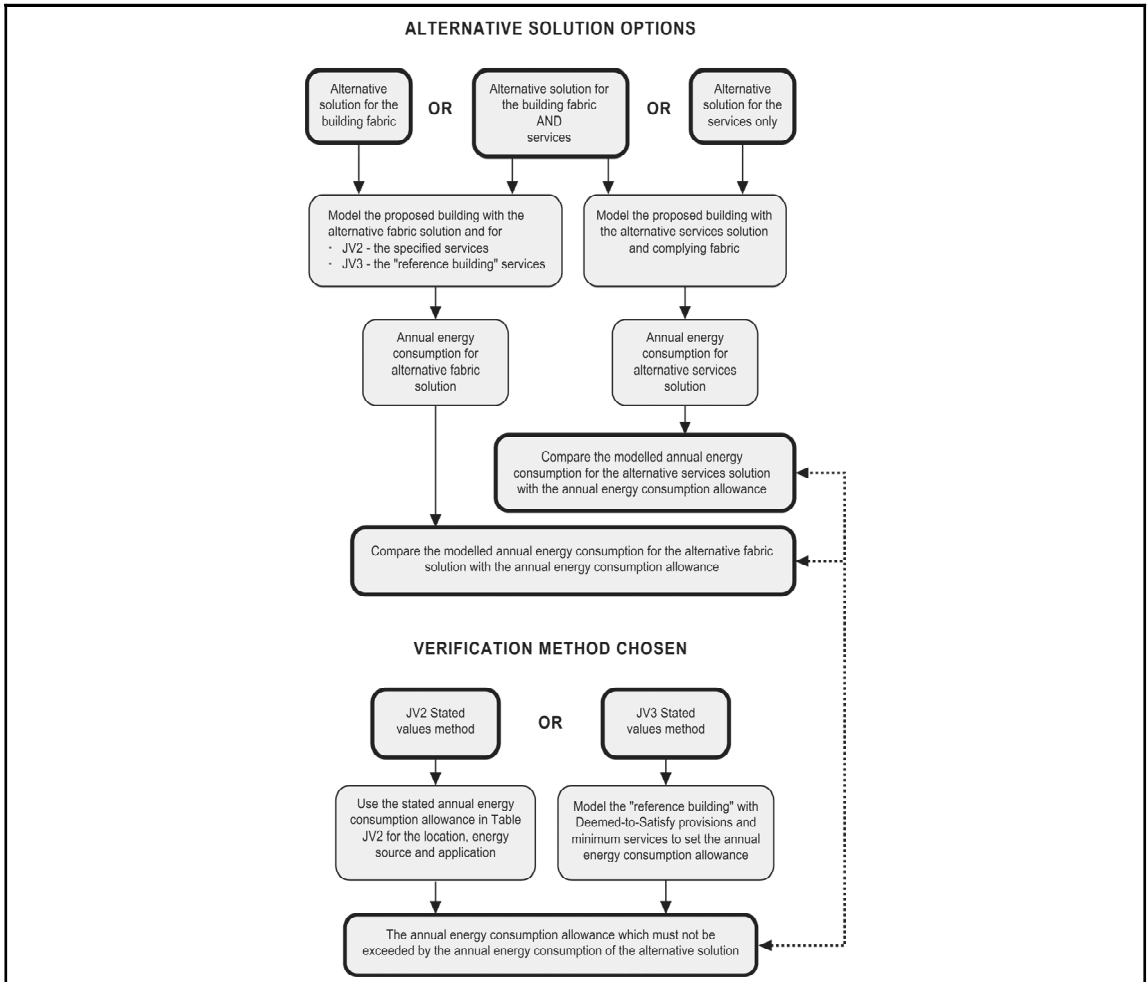 ALTERNATIVE SOLUTION OPTIONS
Alternative
solution for the
building fabric
OR
Alternative solution for
the building fabric
AND
services
OR
Alternative
solution for the
services only
Model the proposed building with the
alternative fabric solution and for
- JV2 - the specified services
- JV3 - the "reference building" services
Model the proposed building with
the alternative services solution
and complying fabric
Annual energy
consumption for
alternative fabric
solution
Annual energy
consumption for
alternative services
solution
Compare the modelled annual energy
consumption for the alternative services solution
with the annual energy consumption allowance
Compare the modelled annual energy consumption for the alternative fabric
solution with the annual energy consumption allowance
VERIFICATION METHOD CHOSEN
JV2 Stated
values method
OR
JV3 Stated
values method
Use the stated annual energy
consumption allowance in Table
JV2 for the location, energy
source and application
Model the "reference building" with
Deemed-to-Satisfy provisions and
minimum services to set the annual
energy consumption allowance
The annual energy consumption allowance which must not be
exceeded by the annual energy consumption of the alternative solution